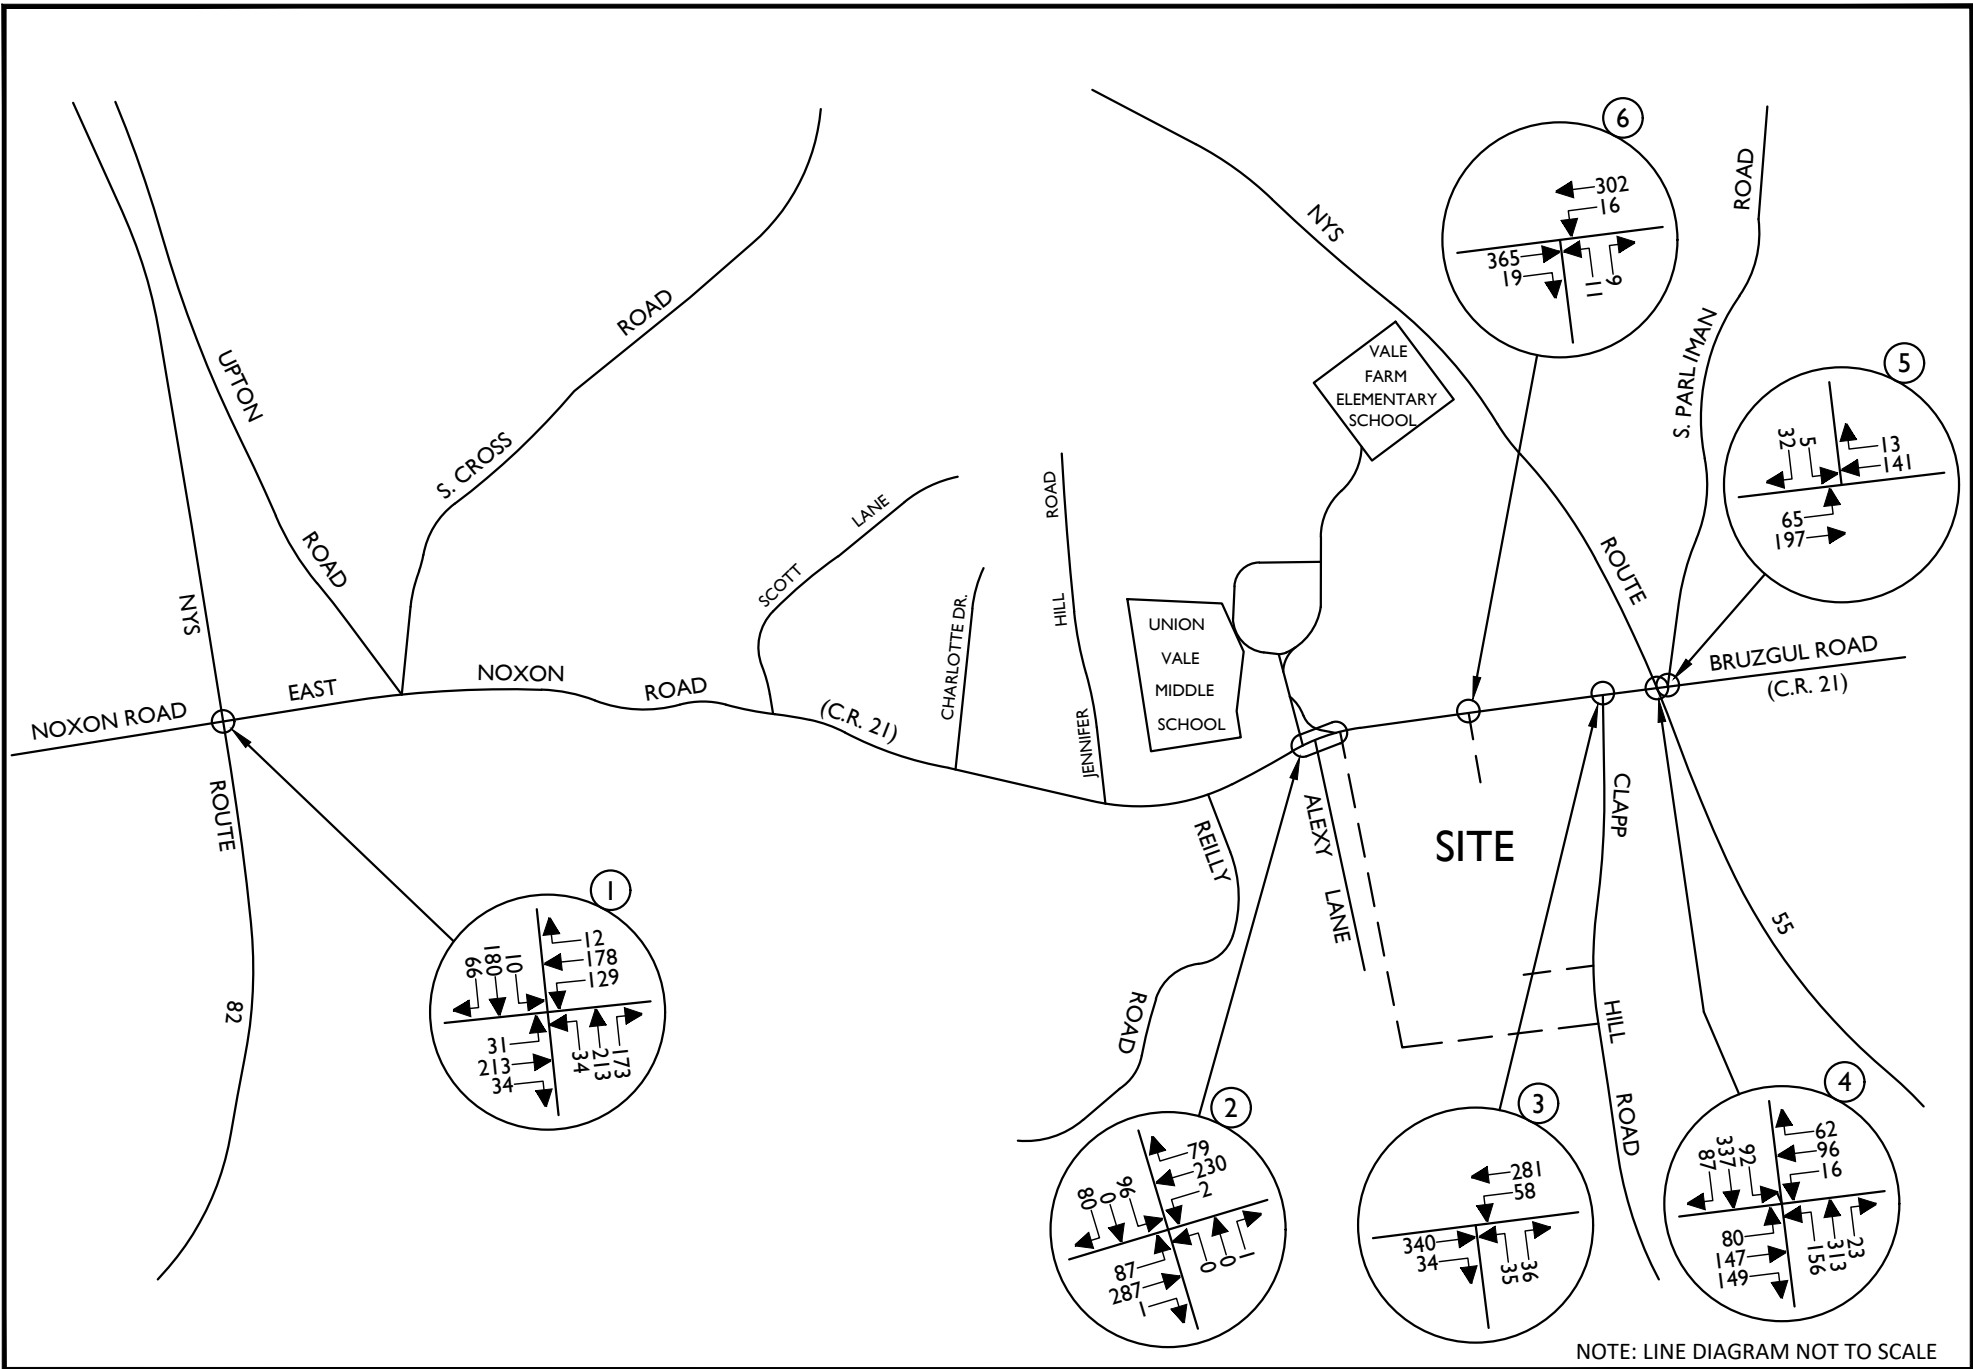 NYS
ROUTE
82
UPTON
ROAD
S. CROSS
ROAD
NOXON ROAD
EAST
NOXON
ROAD
(C.R. 21)
SCOTT
LANE
CHARLOTTE DR.
JENNIFER
HILL
ROAD
UNION
VALE
MIDDLE
SCHOOL
VALE
FARM
ELEMENTARY
SCHOOL
NYS
ROUTE
55
S. PARLIMAN
ROAD
BRUZGUL ROAD
(C.R. 21)
REILLY
ROAD
ALEXY
LANE
SITE
CLAPP
HILL
ROAD
1
66
180
10
12
178
129
31
213
34
34
213
173
2
80
0
96
79
230
2
87
287
1
0
0
1
3
281
58
340
34
35
36
4
87
337
92
62
96
16
80
147
149
156
313
23
5
32
5
13
141
65
197
6
302
16
365
19
11
9
NOTE: LINE DIAGRAM NOT TO SCALE